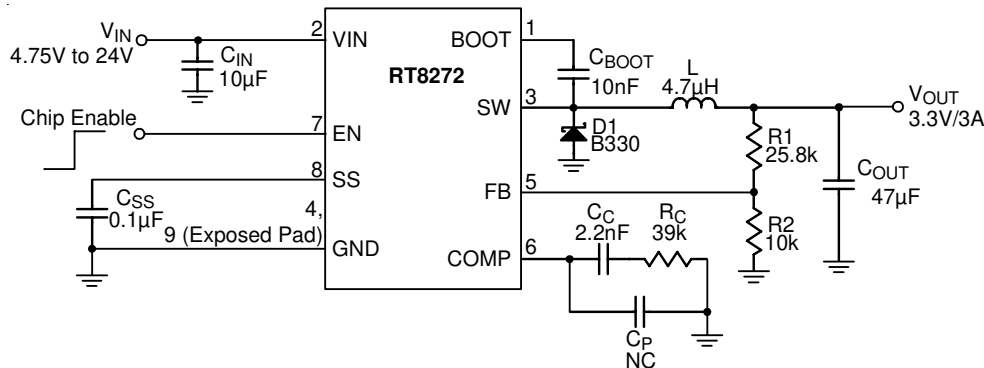 VIN
4.75V to 24V
CIN
10µF
2
VIN
RT8272
BOOT
1
CBOOT
10nF
L
4.7µH
SW
3
VOUT
3.3V/3A
D1
B330
R1
25.8k
COUT
47µF
Chip Enable
7
EN
8
SS
CSS
0.1µF
4,
9 (Exposed Pad)
GND
FB
5
R2
10k
COMP
6
CC
2.2nF
RC
39k
CP
NC